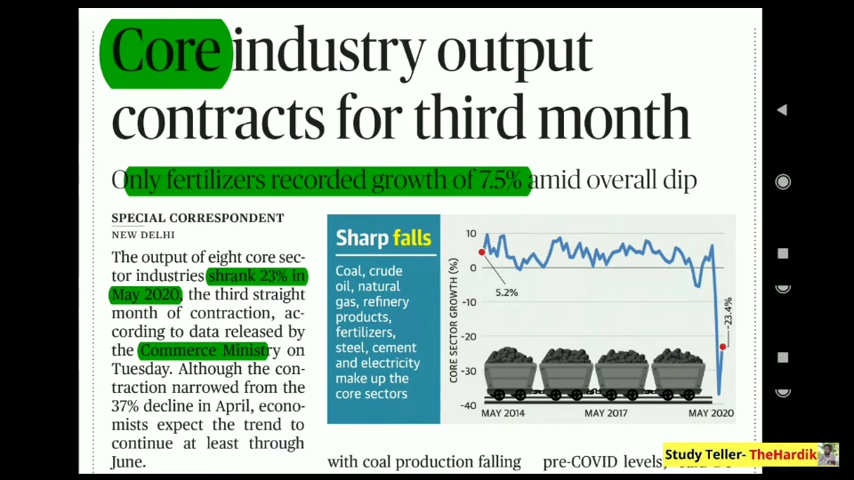 Core industry output
contracts for third month
Only fertilizers recorded growth of 7.5% amid overall dip
SPECIAL CORRESPONDENT
NEW DELHI
The output of eight core sec-
tor industries shrank 23% in
May 2020, the third straight
month of contraction, ac-
cording to data released by
the Commerce Ministry on
Tuesday. Although the con-
traction narrowed from the
37% decline in April, econo-
mists expect the trend to
continue at least through
June.
Sharp falls
Coal, crude
oil, natural
gas, refinery
products,
fertilizers,
steel, cement
and electricity
make up the
core sectors
CORE SECTOR GROWTH (%)
10
0
-10
-20
-30
-40
5.2%
-23.4%
MAY 2014 MAY 2017 MAY 2020
with coal production falling
pre-COVID levels,
Study Teller- TheHardik